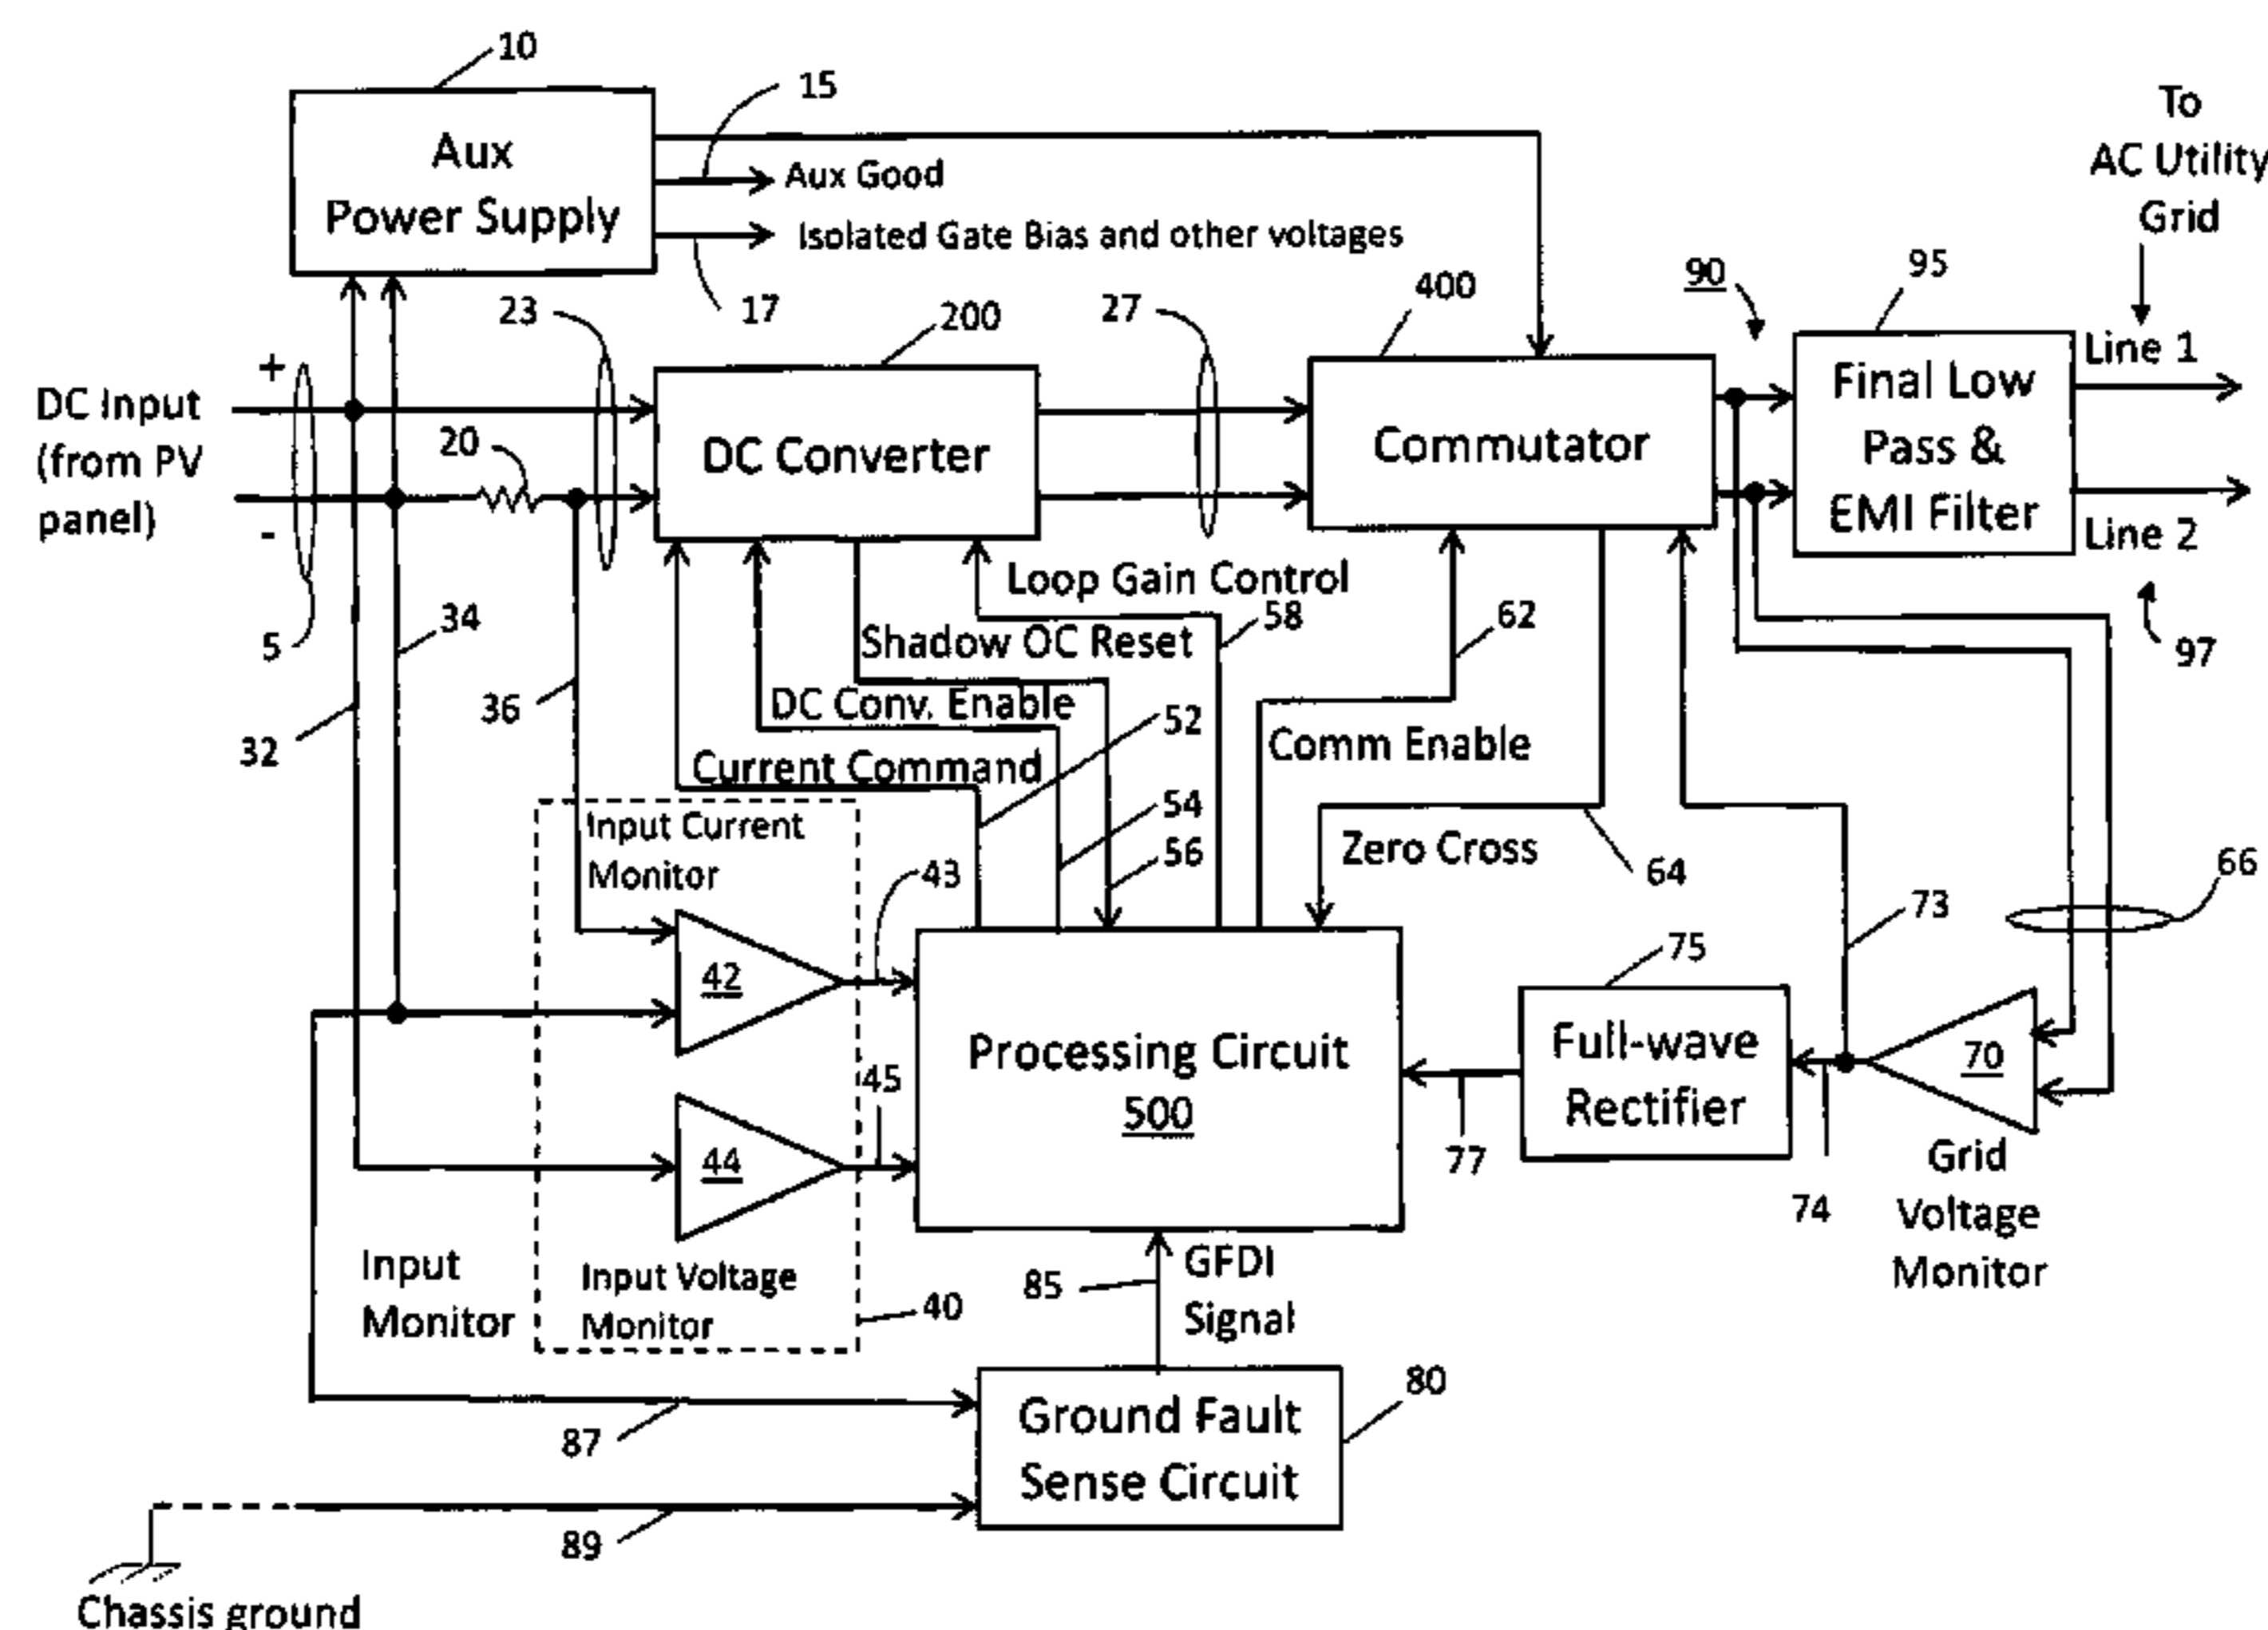 10
15
To
AC Utility
Grid
Aux
Power Supply
Aux Good
Isolated Gate Bias and other voltages
23
17
200
27
400
90
95
+
DC Input
(from PV
panel)
-
20
DC Converter
Commutator
Final Low
Pass &
EMI Filter
Line 1
Line 2
5
34
36
32
Loop Gain Control
58
Shadow OC Reset
62
97
DC Conv. Enable
52
Comm Enable
Current Command
54
56
Zero Cross
64
66
Input Current
Monitor
43
73
75
42
Processing Circuit
500
Full-wave
Rectifier
70
45
44
77
74
Grid
Voltage
Monitor
Input
Monitor
Input Voltage
Monitor
40
85
GFDI
Signal
80
87
Ground Fault
Sense Circuit
89
Chassis ground